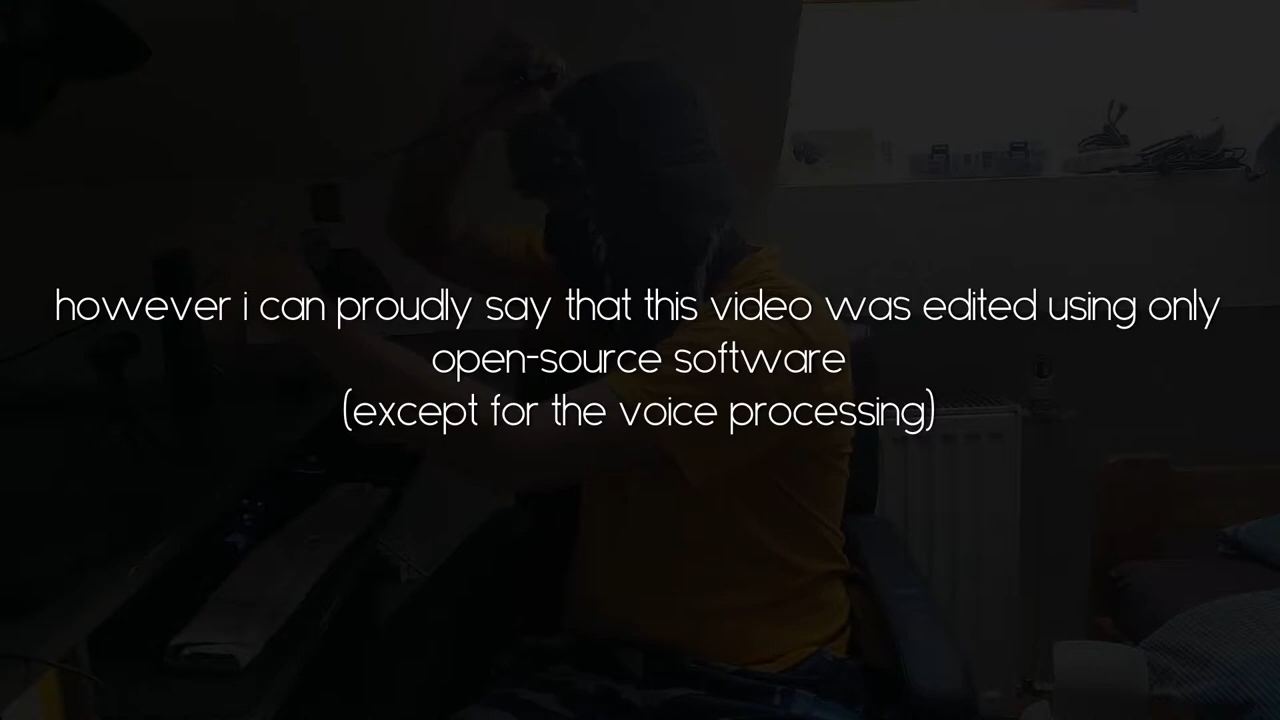 however i can proudly say that this video was edited using only
open-source software
(except for the voice processing)